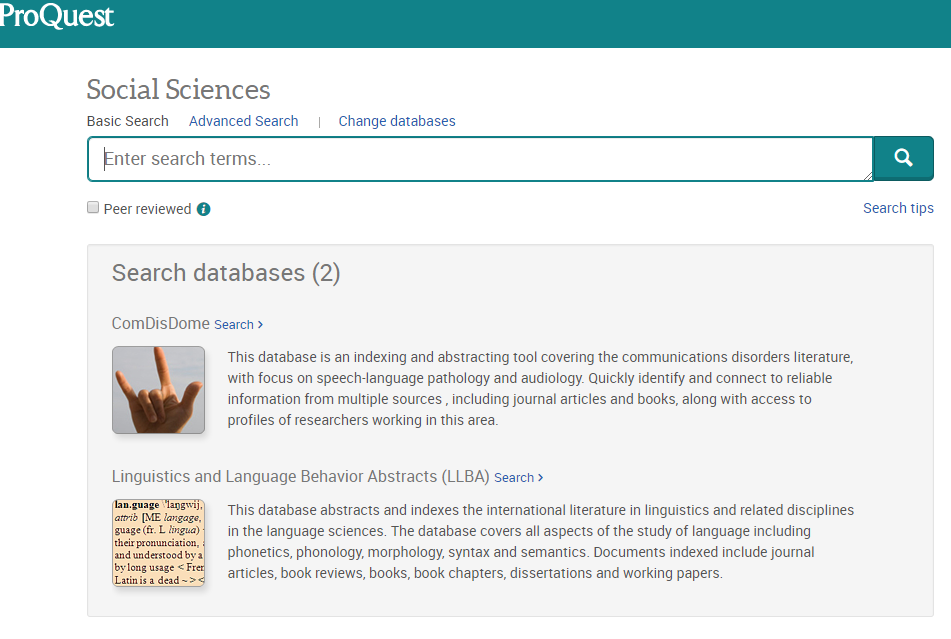 ProQuest
Social Sciences
Basic Search Advanced Search | Change databases
Enter search terms...
Peer reviewed i Search tips
Search databases (2)
ComDisDome Search ›
This database is an indexing and abstracting tool covering the communications disorders literature,
with focus on speech-language pathology and audiology. Quickly identify and connect to reliable
information from multiple sources , including journal articles and books, along with access to
profiles of researchers working in this area.
Linguistics and Language Behavior Abstracts (LLBA) Search ›
lan.guage \'laŋgwij,
attrib [ME langage,
guage (fr. L lingua)
their pronunciation,
and understood by a
by long usage < Fren
Latin is a dead ~ > <
This database abstracts and indexes the international literature in linguistics and related disciplines
in the language sciences. The database covers all aspects of the study of language including
phonetics, phonology, morphology, syntax and semantics. Documents indexed include journal
articles, book reviews, books, book chapters, dissertations and working papers.